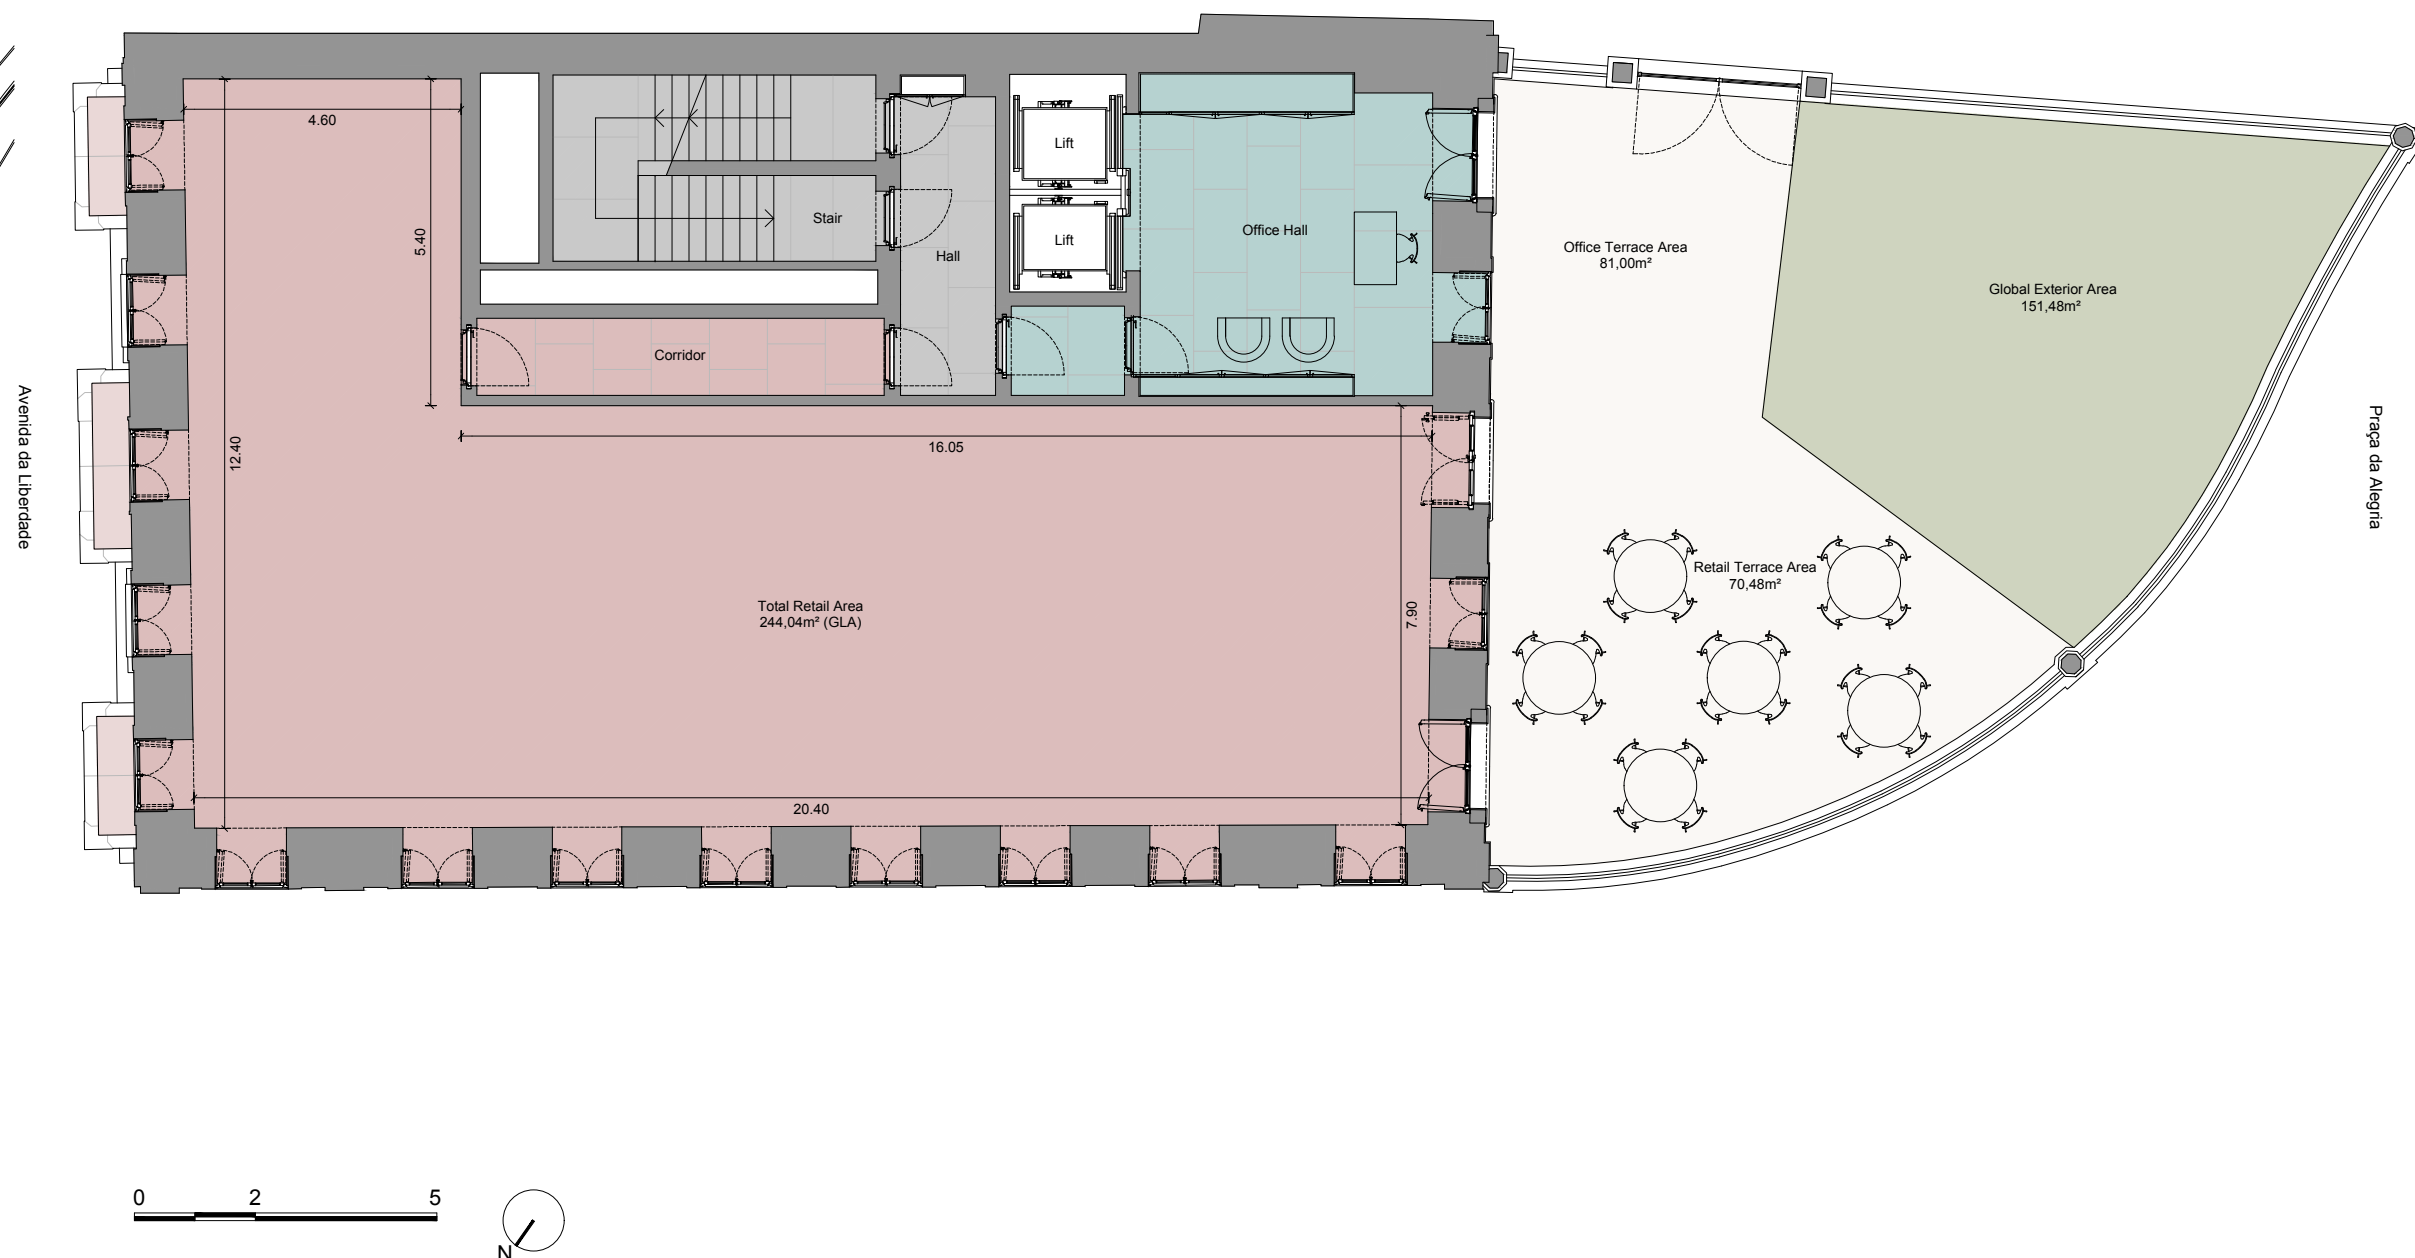 4.60
Lift
Stair
Office Hall
5.40
Lift
Hall
Office Terrace Area
81,00m²
Global Exterior Area
151,48m²
Corridor
Avenida da Liberdade
12.40
16.05
Praça da Alegria
Retail Terrace Area
70,48m²
Total Retail Area
244,04m² (GLA)
7.90
20.40
0 2 5
N